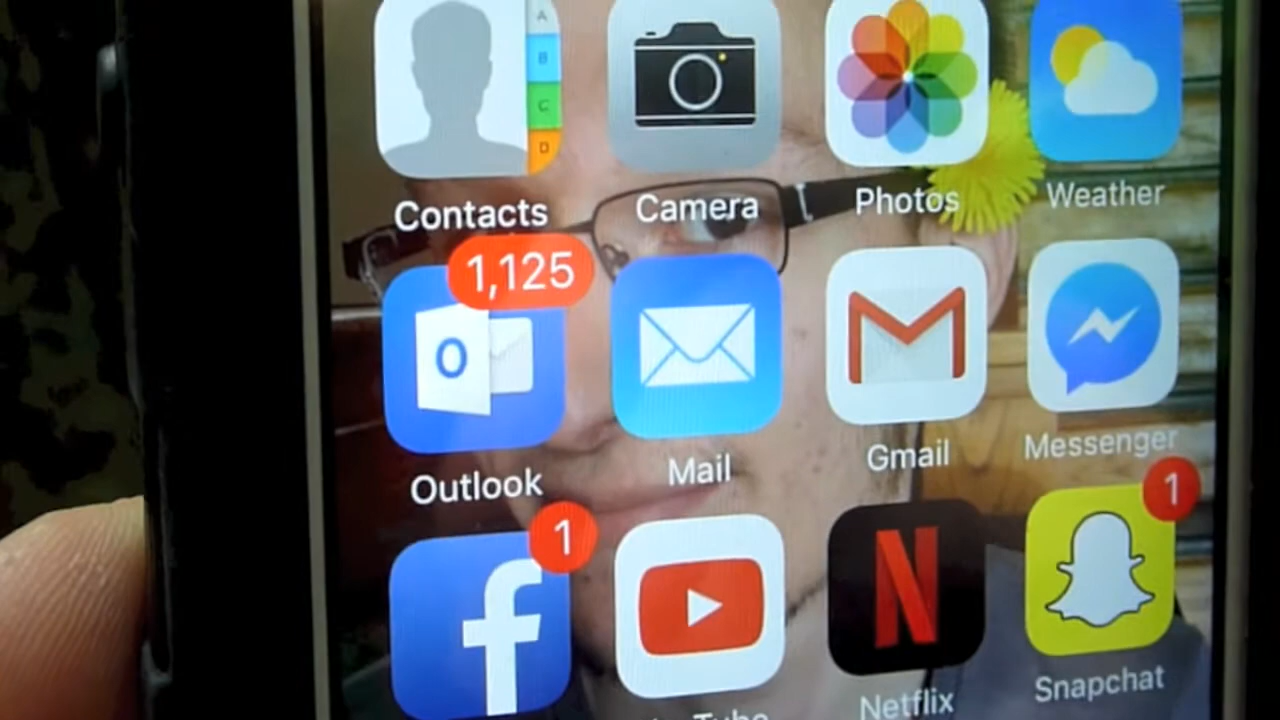 A
B
C
D
Contacts Camera Photos Weather
1,125
O
Outlook Mail Gmail Messenger
1 1
Netflix Snapchat